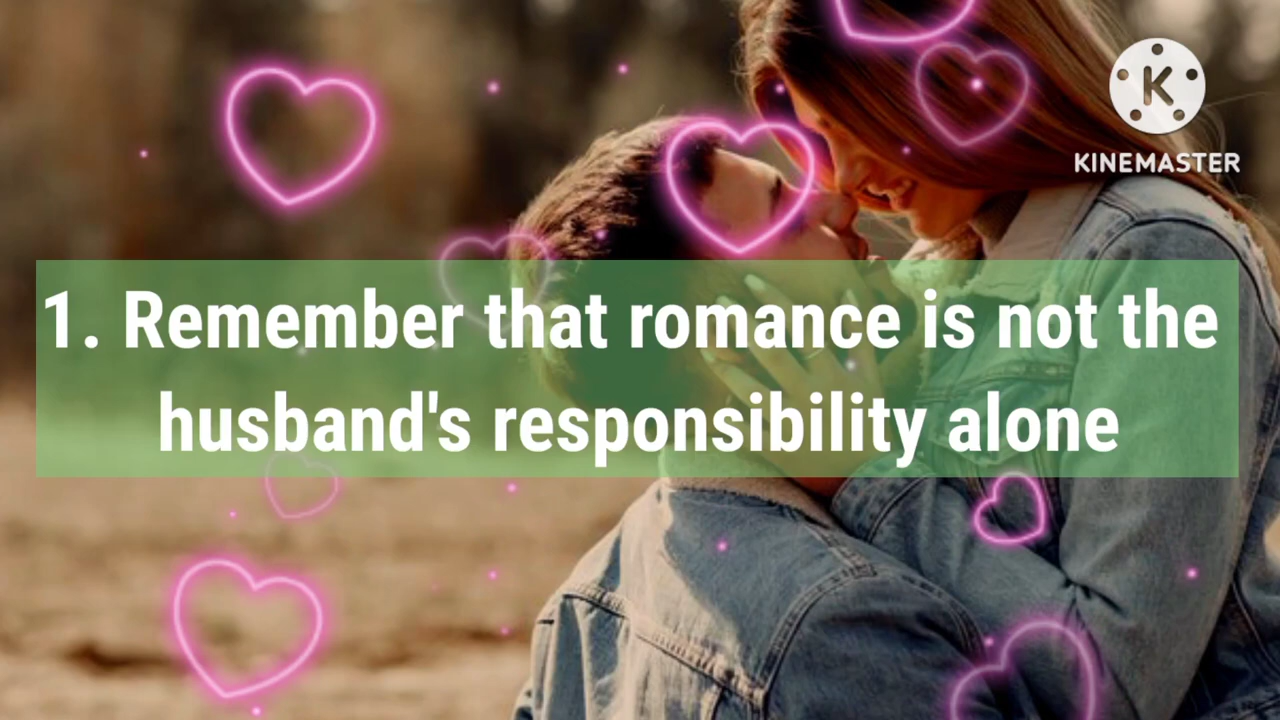 K
KINEMASTER
1. Remember that romance is not the
husband's responsibility alone